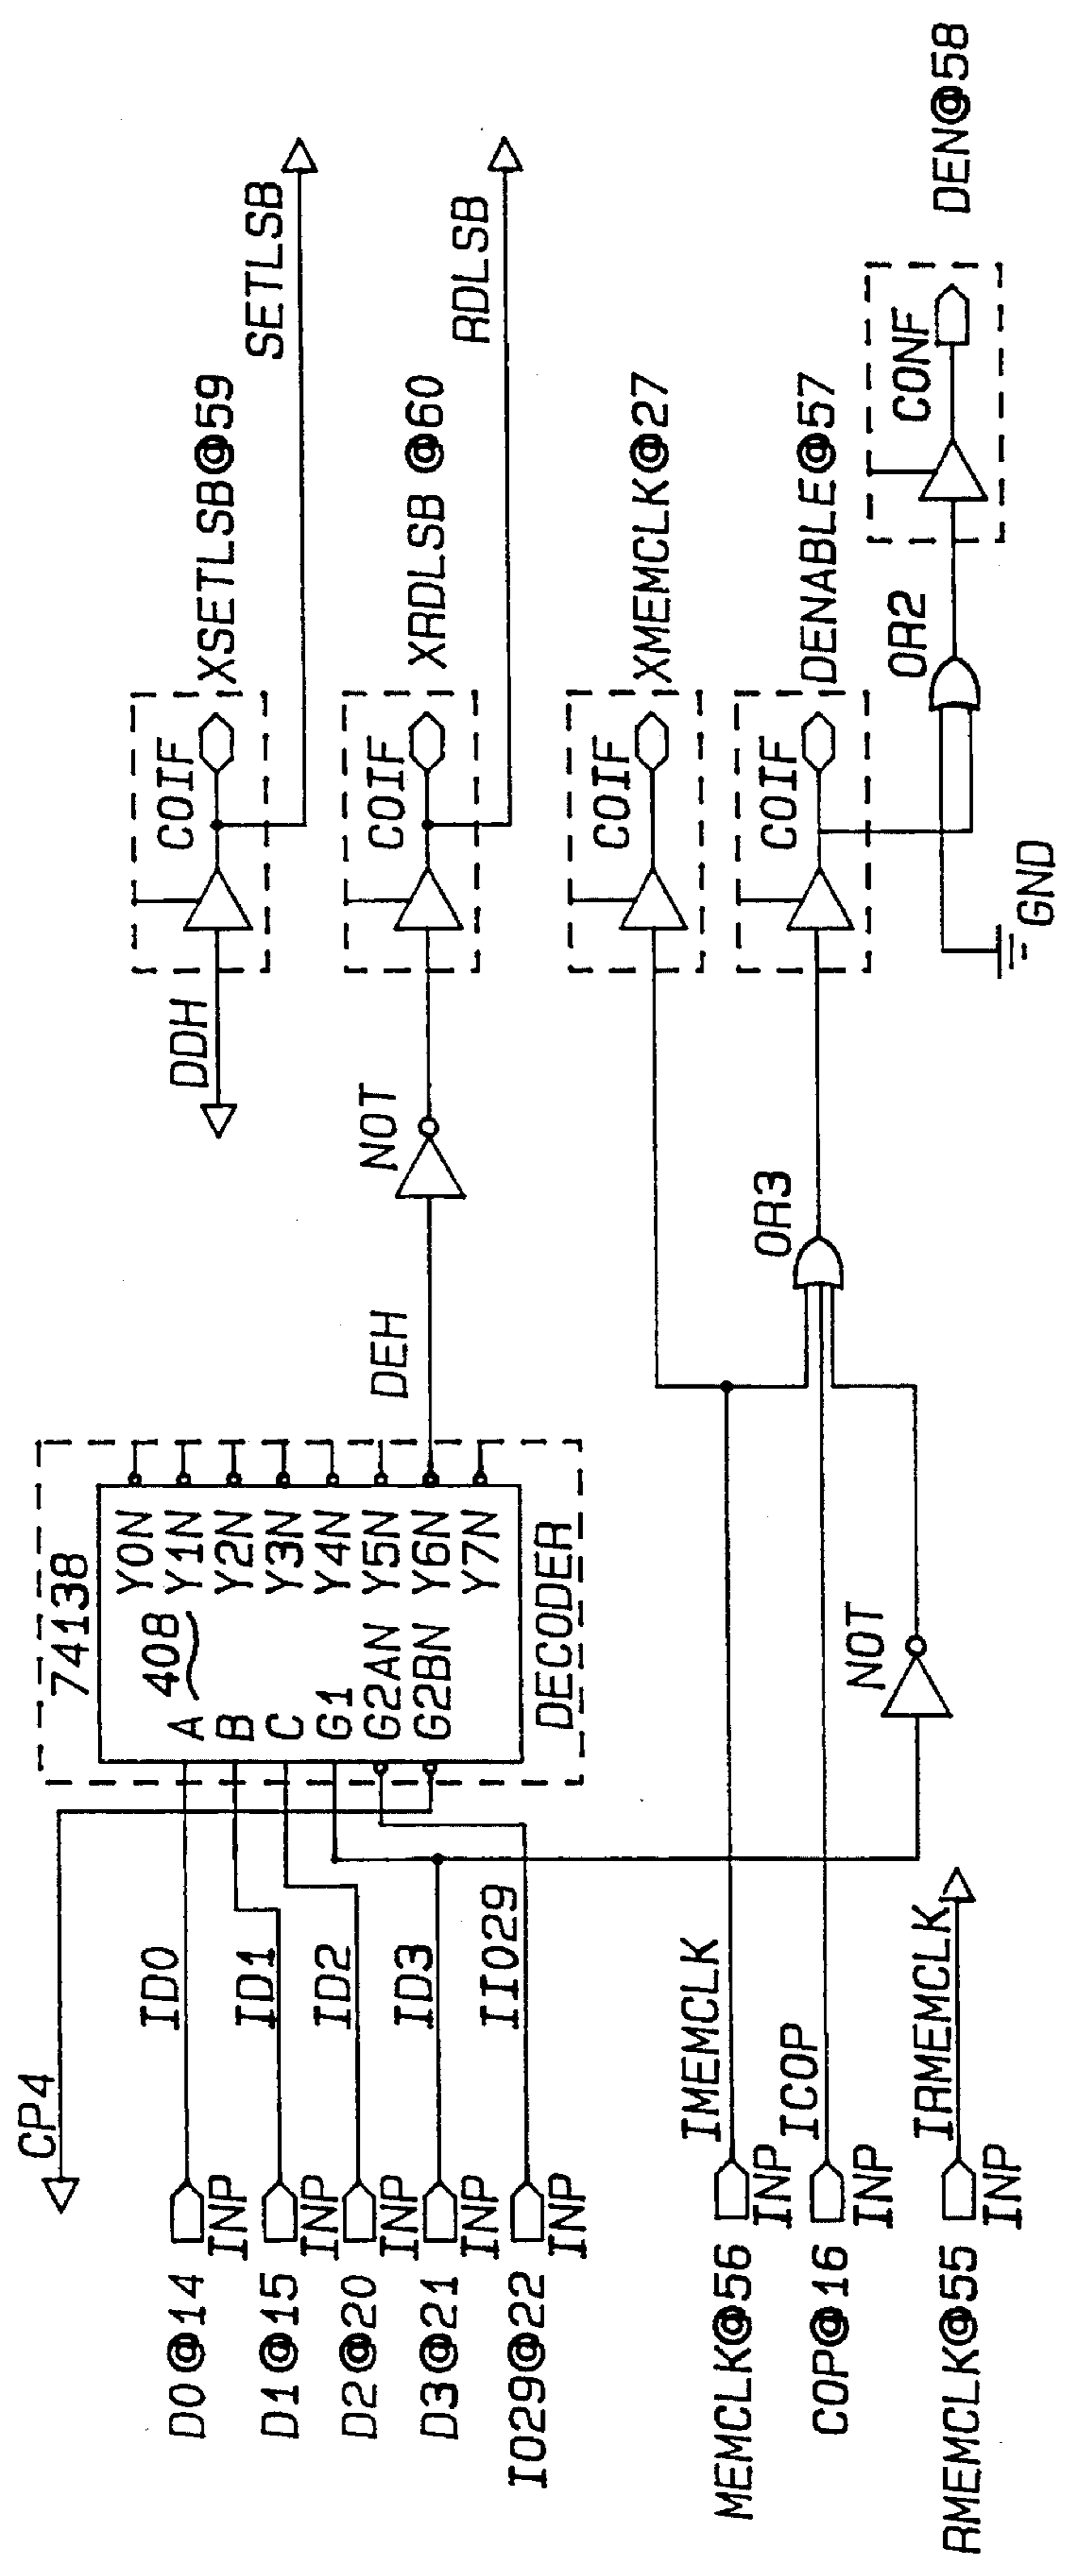 CP4
D0@14
INP
ID0
D1@15
INP
ID1
D2@20
INP
ID2
D3@21
INP
ID3
IO29@22
INP
IIO29
74138
408
A
B
C
G1
G2AN
G2BN
Y0N
Y1N
Y2N
Y3N
Y4N
Y5N
Y6N
Y7N
DECODER
DEH
NOT
DDH
COIF
XSETLSB@59
SETLSB
COIF
XRDLSB @60
RDLSB
MEMCLK@56
INP
IMEMCLK
COIF
XMEMCLK@27
COP@16
INP
ICOP
OR3
COIF
DENABLE@57
RMEMCLK@55
INP
IRMEMCLK
NOT
GND
OR2
CONF
DEN@58